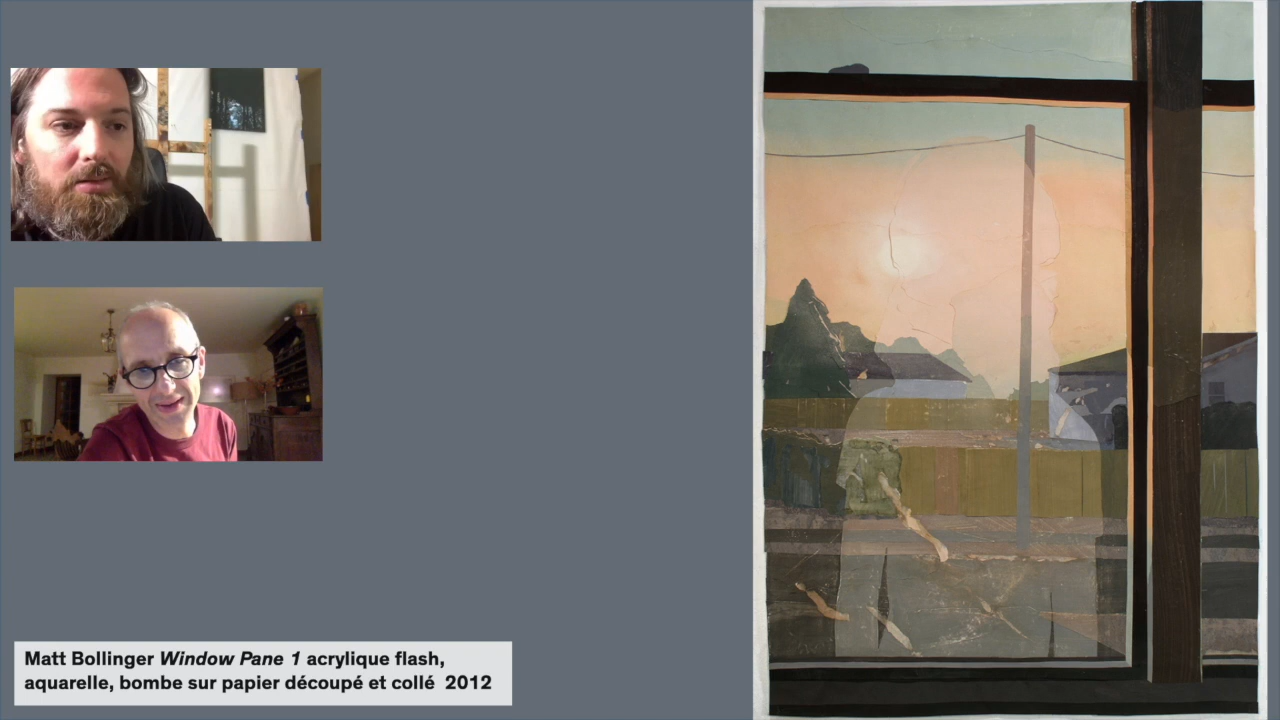 Matt Bollinger Window Pane 1 acrylique flash,
aquarelle, bombe sur papier découpé et collé 2012